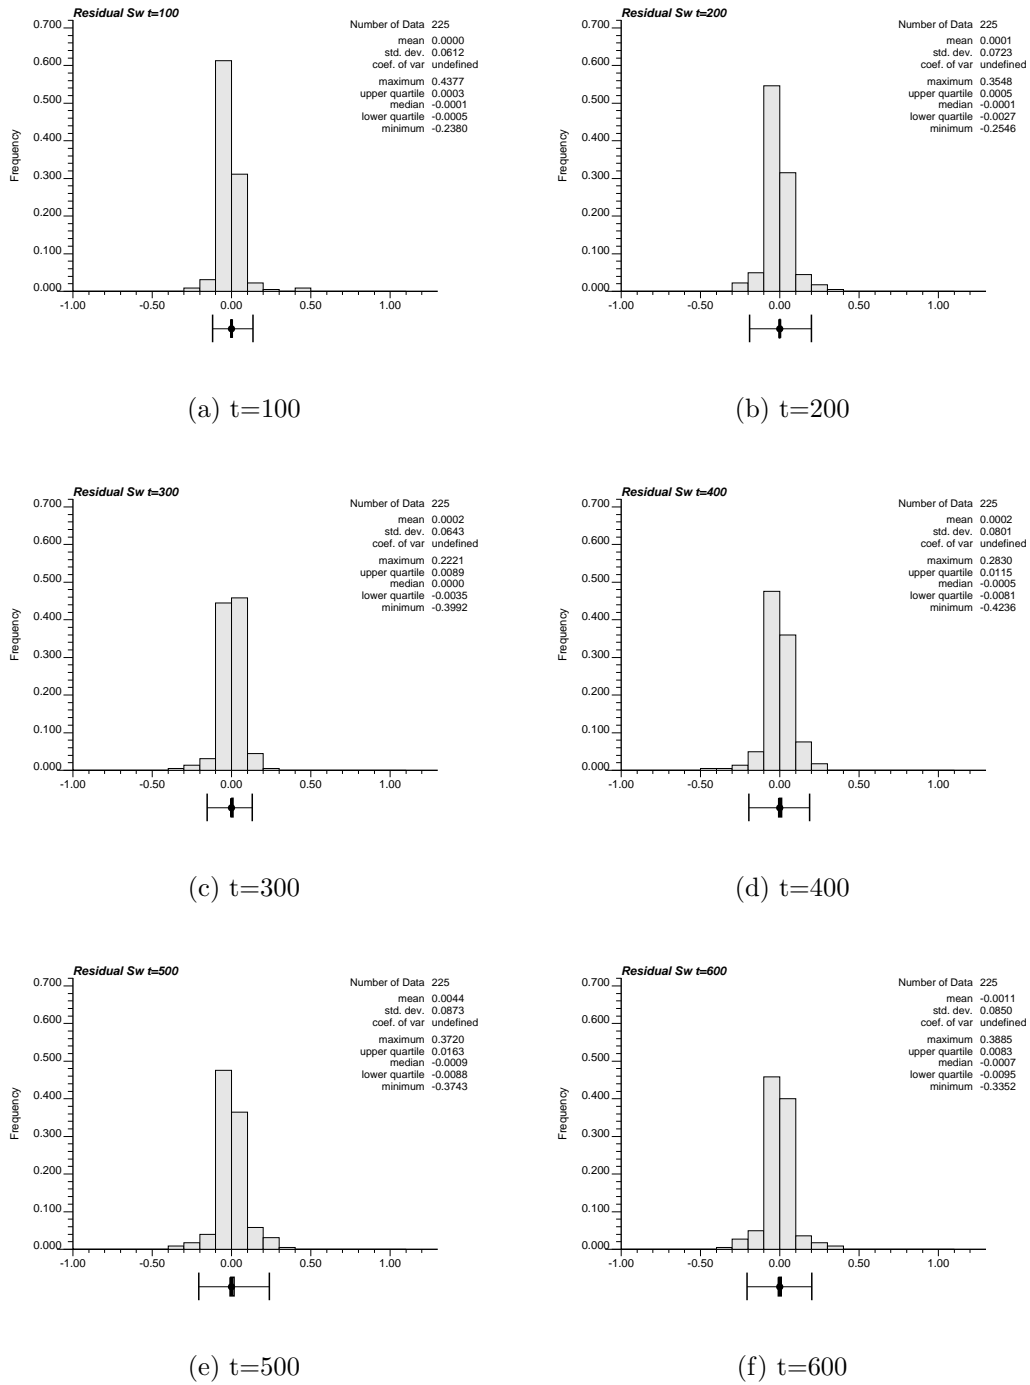 Residual Sw t=100
Number of Data 225
mean 0.0000
std. dev. 0.0612
coef. of var undefined
maximum 0.4377
upper quartile 0.0003
median -0.0001
lower quartile -0.0005
minimum -0.2380
Frequency
0.700
0.600
0.500
0.400
0.300
0.200
0.100
0.000
-1.00 -0.50 0.00 0.50 1.00
(a) t=100
Residual Sw t=200
Number of Data 225
mean 0.0001
std. dev. 0.0723
coef. of var undefined
maximum 0.3548
upper quartile 0.0005
median -0.0001
lower quartile -0.0027
minimum -0.2546
Frequency
0.700
0.600
0.500
0.400
0.300
0.200
0.100
0.000
-1.00 -0.50 0.00 0.50 1.00
(b) t=200
Residual Sw t=300
Number of Data 225
mean 0.0002
std. dev. 0.0643
coef. of var undefined
maximum 0.2221
upper quartile 0.0089
median 0.0000
lower quartile -0.0035
minimum -0.3992
Frequency
0.700
0.600
0.500
0.400
0.300
0.200
0.100
0.000
-1.00 -0.50 0.00 0.50 1.00
(c) t=300
Residual Sw t=400
Number of Data 225
mean 0.0002
std. dev. 0.0801
coef. of var undefined
maximum 0.2830
upper quartile 0.0115
median -0.0005
lower quartile -0.0081
minimum -0.4236
Frequency
0.700
0.600
0.500
0.400
0.300
0.200
0.100
0.000
-1.00 -0.50 0.00 0.50 1.00
(d) t=400
Residual Sw t=500
Number of Data 225
mean 0.0044
std. dev. 0.0873
coef. of var undefined
maximum 0.3720
upper quartile 0.0163
median -0.0009
lower quartile -0.0088
minimum -0.3743
Frequency
0.700
0.600
0.500
0.400
0.300
0.200
0.100
0.000
-1.00 -0.50 0.00 0.50 1.00
(e) t=500
Residual Sw t=600
Number of Data 225
mean -0.0011
std. dev. 0.0850
coef. of var undefined
maximum 0.3885
upper quartile 0.0083
median -0.0007
lower quartile -0.0095
minimum -0.3352
Frequency
0.700
0.600
0.500
0.400
0.300
0.200
0.100
0.000
-1.00 -0.50 0.00 0.50 1.00
(f) t=600